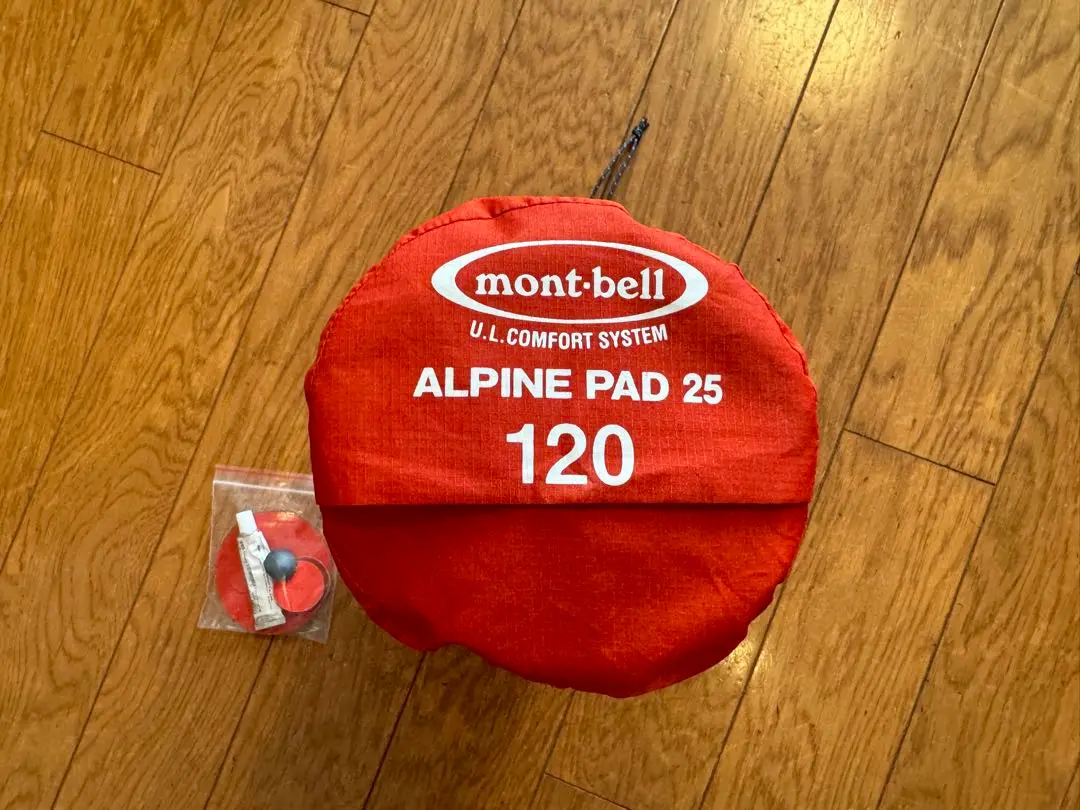 mont-bell
U.L. COMFORT SYSTEM
ALPINE PAD 25
120